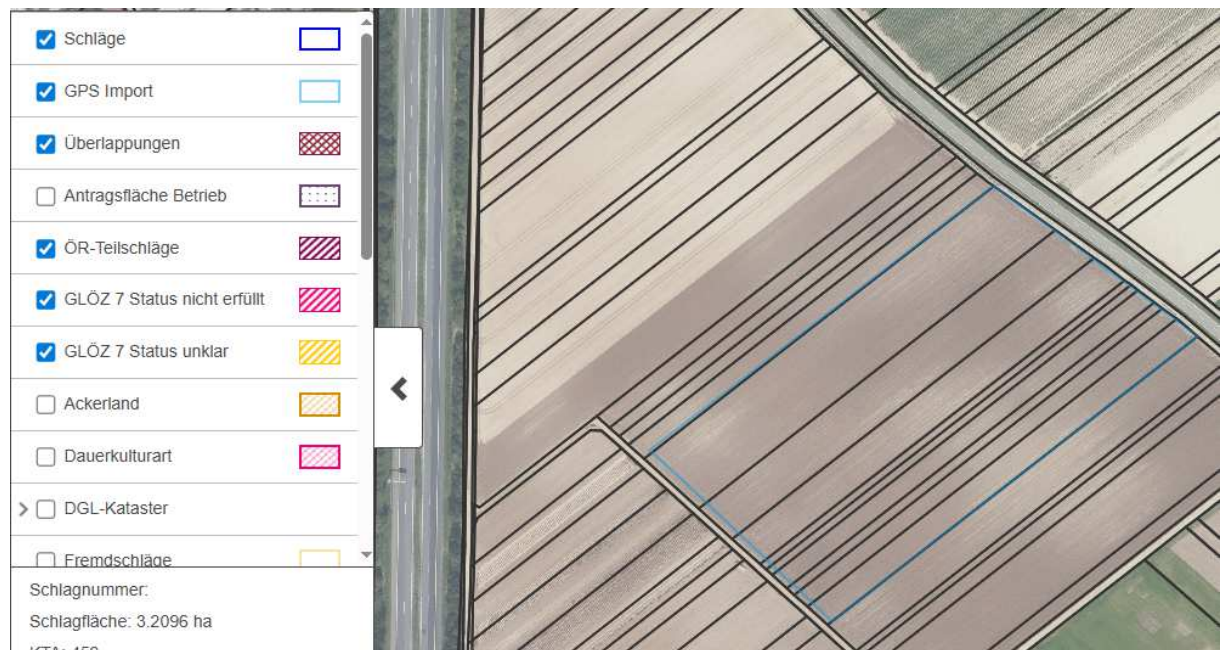 Schläge
GPS Import
Überlappungen
Antragsfläche Betrieb
ÖR-Teilschläge
GLÖZ 7 Status nicht erfüllt
GLÖZ 7 Status unklar
Ackerland
Dauerkulturart
DGL-Kataster
Fremdschläge
Schlagnummer:
Schlagfläche: 3.2096 ha